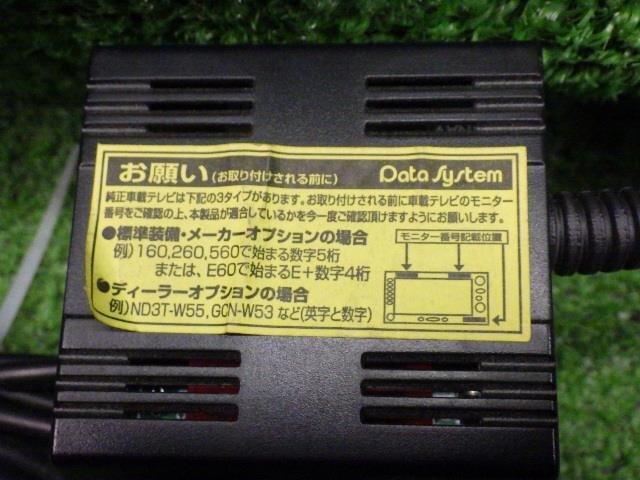 お願い(お取り付けされる前に)
Data System
純正車載テレビは下記の3タイプがあります。お取り付けされる前に車載テレビのモニター
番号をご確認の上、本製品が適合しているかを今一度ご確認頂けますようにお願いします。
●標準装備・メーカーオプションの場合
例)160,260,560で始まる数字5桁
または、E60で始まるE+数字4桁
●ディーラーオプションの場合
例)ND3T-W55,GCN-W53など(英字と数字)
モニター番号記載位置